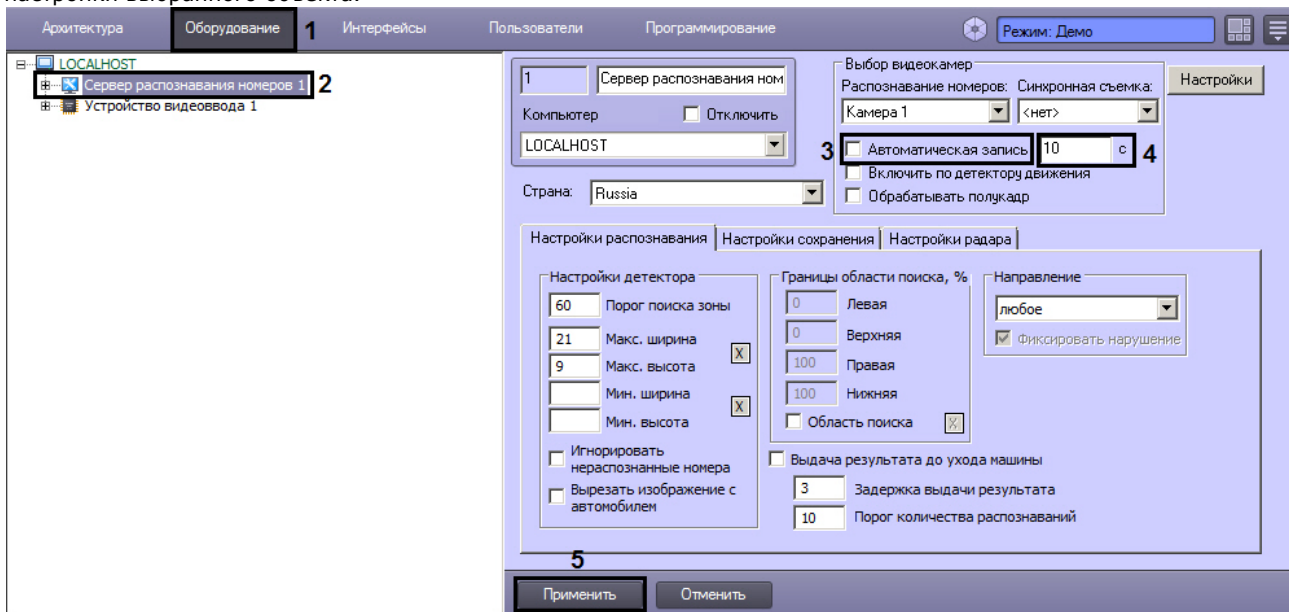 настройки выбранного объекта.
Архитектура Оборудование 1 Интерфейсы Пользователи Программирование Режим: Демо
LOCALHOST
Сервер распознавания номеров 1 2
Устройство видеоввода 1
1 Сервер распознавания ном
Компьютер Отключить
LOCALHOST
Страна: Russia
Выбор видеокамер
Распознавание номеров: Синхронная съемка:
Камера 1 <нет>
3 Автоматическая запись 10 с 4
Включить по детектору движения
Обрабатывать полукадр
Настройки
Настройки распознавания Настройки сохранения Настройки радара
Настройки детектора
60 Порог поиска зоны
21 Макс. ширина
9 Макс. высота
X
Мин. ширина
Мин. высота
X
Игнорировать
нераспознанные номера
Вырезать изображение с
автомобилем
Границы области поиска, %
0 Левая
0 Верхняя
100 Правая
100 Нижняя
Область поиска X
Направление
любое
Фиксировать нарушение
Выдача результата до ухода машины
3 Задержка выдачи результата
10 Порог количества распознаваний
5
Применить Отменить